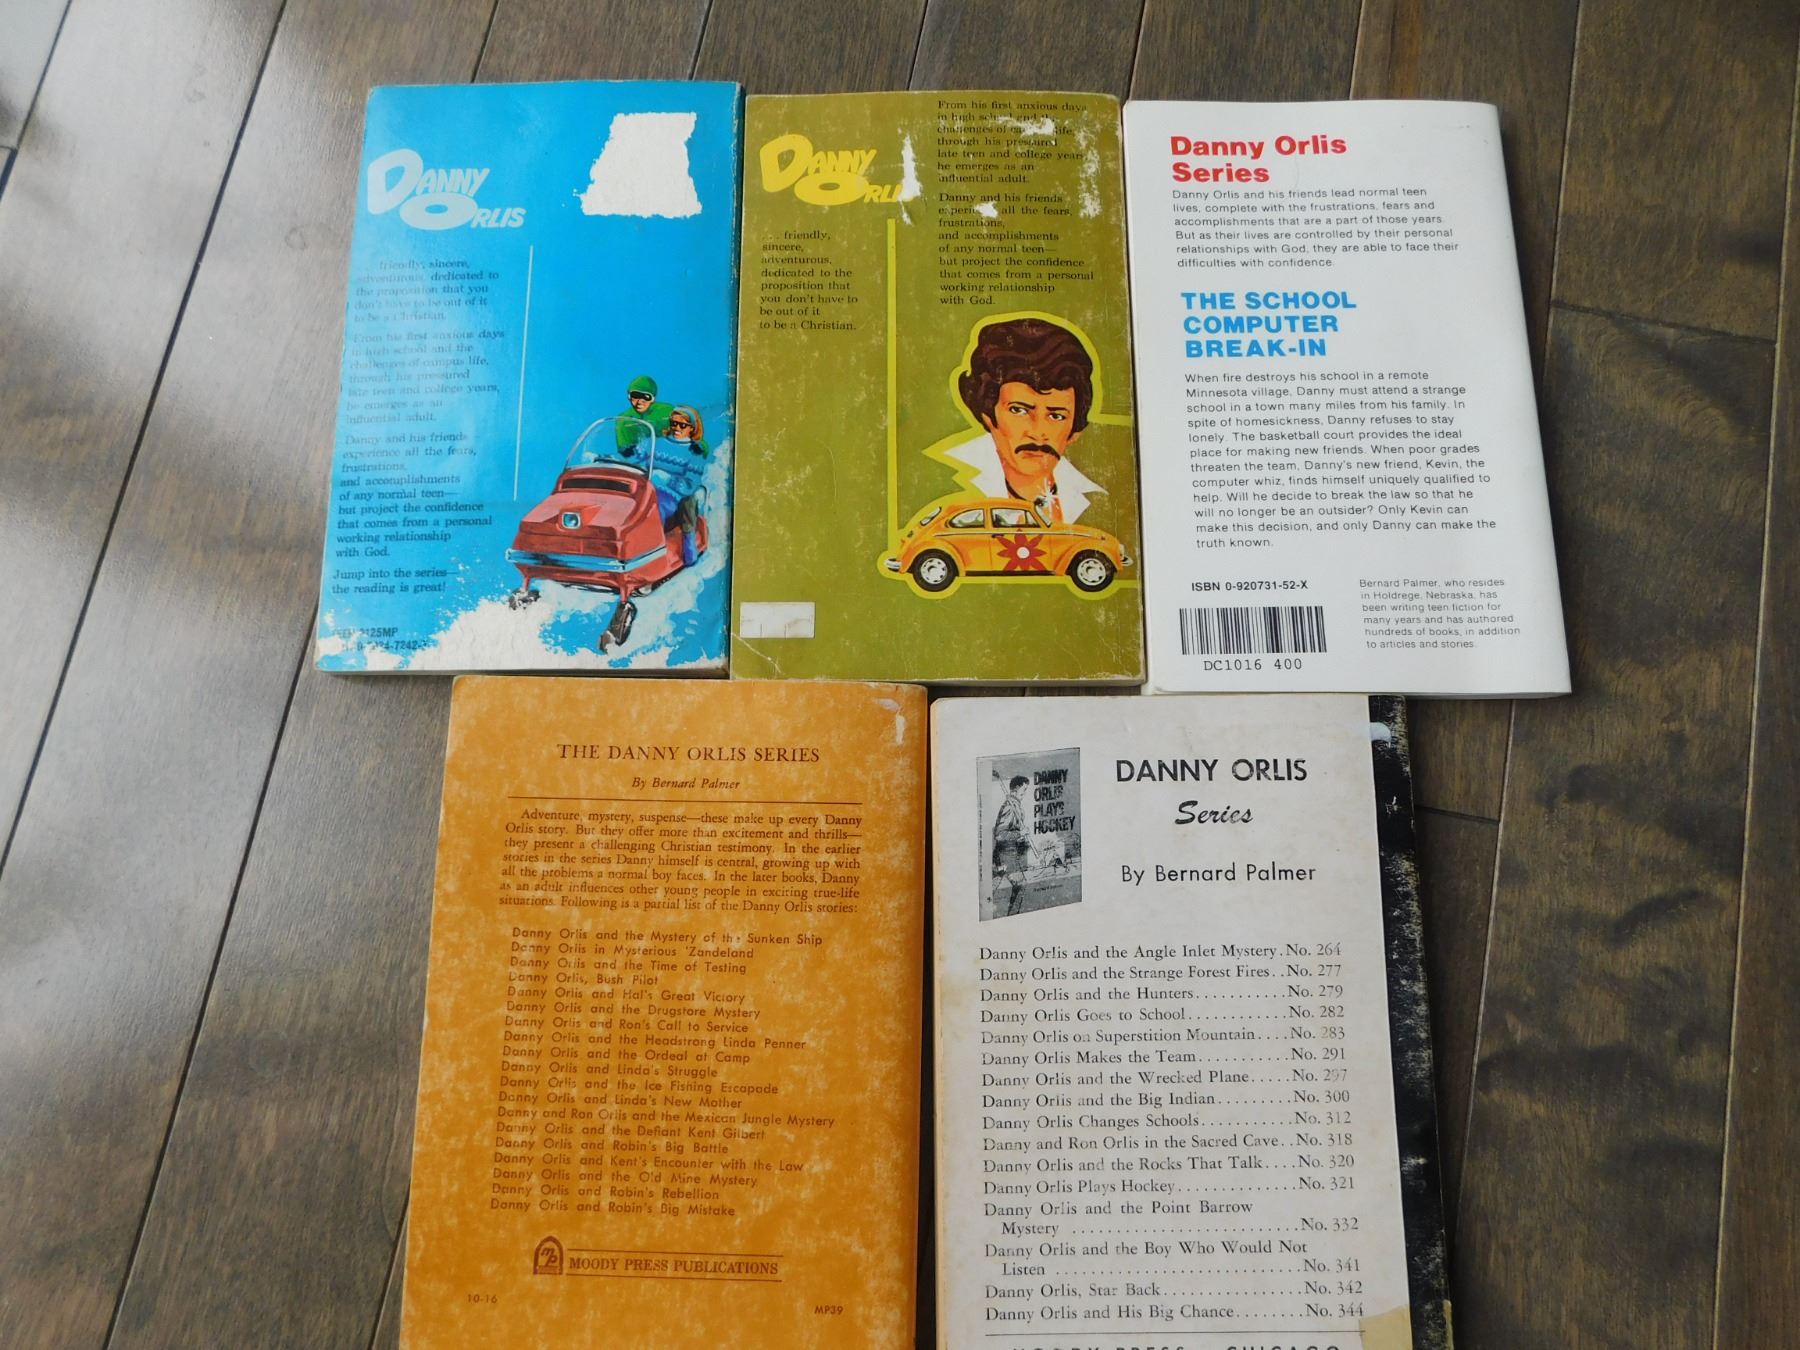 DANNY
ORLIS
friendly, sincere,
adventurous, dedicated to
the proposition that you
don't have to be out of it
to be a Christian.
From his first anxious days
in high school and the
challenges of campus life,
through his pressured
late teen and college years,
he emerges as an
influential adult.
Danny and his friends
experience all the fears,
frustrations,
and accomplishments
of any normal teen—
but project the confidence
that comes from a personal
working relationship
with God.
Jump into the series—
the reading is great!
2125MP
DANNY
ORLIS
. . . friendly,
sincere,
adventurous,
dedicated to the
proposition that
you don't have to
be out of it
to be a Christian.
From his first anxious days
in high school and the
challenges of life,
through his pressured
late teen and college years,
he emerges as an
influential adult.
Danny and his friends
all the fears,
frustrations,
and accomplishments
of any normal teen—
but project the confidence
that comes from a personal
working relationship
with God.
Danny Orlis
Series
Danny Orlis and his friends lead normal teen
lives, complete with the frustrations, fears and
accomplishments that are a part of those years.
But as their lives are controlled by their personal
relationships with God, they are able to face their
difficulties with confidence.
THE SCHOOL
COMPUTER
BREAK-IN
When fire destroys his school in a remote
Minnesota village, Danny must attend a strange
school in a town many miles from his family. In
spite of homesickness, Danny refuses to stay
lonely. The basketball court provides the ideal
place for making new friends. When poor grades
threaten the team, Danny's new friend, Kevin, the
computer whiz, finds himself uniquely qualified to
help. Will he decide to break the law so that he
will no longer be an outsider? Only Kevin can
make this decision, and only Danny can make the
truth known.
ISBN 0-920731-52-X
DC1016 400
Bernard Palmer, who resides
in Holdrege, Nebraska, has
been writing teen fiction for
many years and has authored
hundreds of books, in addition
to articles and stories.
THE DANNY ORLIS SERIES
By Bernard Palmer
Adventure, mystery, suspense—these make up every Danny
Orlis story. But they offer more than excitement and thrills—
they present a challenging Christian testimony. In the earlier
stories in the series Danny himself is central, growing up with
all the problems a normal boy faces. In the later books, Danny
as an adult influences other young people in exciting true-life
situations. Following is a partial list of the Danny Orlis stories:
Danny Orlis and the Mystery of the Sunken Ship
Danny Orlis in Mysterious 'Zandeland
Danny Orlis and the Time of Testing
Danny Orlis, Bush Pilot
Danny Orlis and Hal's Great Victory
Danny Orlis and the Drugstore Mystery
Danny Orlis and Ron's Call to Service
Danny Orlis and the Headstrong Linda Penner
Danny Orlis and the Ordeal at Camp
Danny Orlis and Linda's Struggle
Danny Orlis and the Ice Fishing Escapade
Danny Orlis and Linda's New Mother
Danny and Ron Orlis and the Mexican Jungle Mystery
Danny Orlis and the Defiant Kent Gilbert
Danny Orlis and Robin's Big Battle
Danny Orlis and Kent's Encounter with the Law
Danny Orlis and the Old Mine Mystery
Danny Orlis and Robin's Rebellion
Danny Orlis and Robin's Big Mistake
mp
MOODY PRESS PUBLICATIONS
10-16
MP39
DANNY
ORLIS
PLAYS
HOCKEY
DANNY ORLIS
Series
By Bernard Palmer
Danny Orlis and the Angle Inlet Mystery.No. 264
Danny Orlis and the Strange Forest Fires..No. 277
Danny Orlis and the Hunters...........No. 279
Danny Orlis Goes to School............No. 282
Danny Orlis on Superstition Mountain....No. 283
Danny Orlis Makes the Team...........No. 291
Danny Orlis and the Wrecked Plane.....No. 297
Danny Orlis and the Big Indian.........No. 300
Danny Orlis Changes Schools...........No. 312
Danny and Ron Orlis in the Sacred Cave..No. 318
Danny Orlis and the Rocks That Talk....No. 320
Danny Orlis Plays Hockey.............No. 321
Danny Orlis and the Point Barrow
Mystery .........................No. 332
Danny Orlis and the Boy Who Would Not
Listen ...........................No. 341
Danny Orlis, Star Back................No. 342
Danny Orlis and His Big Chance........No. 344
MOODY PRESS CHICAGO